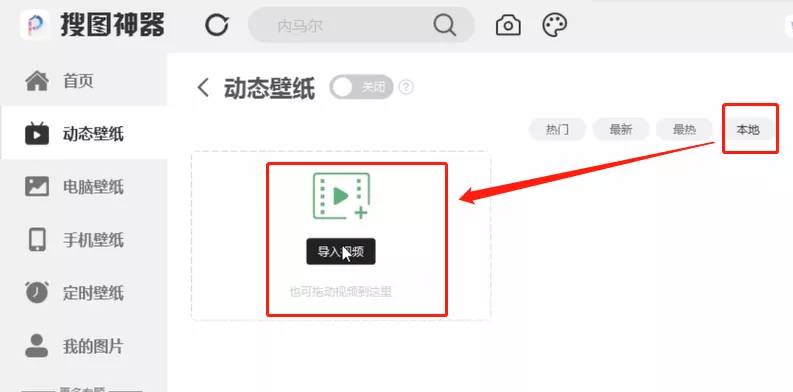 搜图神器
内马尔
首页
动态壁纸
电脑壁纸
手机壁纸
定时壁纸
我的图片
动态壁纸 关闭 ?
热门 最新 最热 本地
导入视频
也可拖动视频到这里